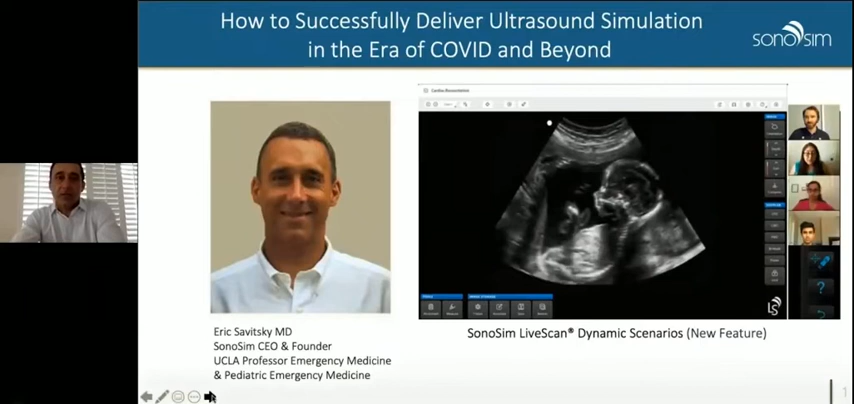 How to Successfully Deliver Ultrasound Simulation
in the Era of COVID and Beyond
sonosim
Eric Savitsky MD
SonoSim CEO & Founder
UCLA Professor Emergency Medicine
& Pediatric Emergency Medicine
SonoSim LiveScan® Dynamic Scenarios (New Feature)
LS
1